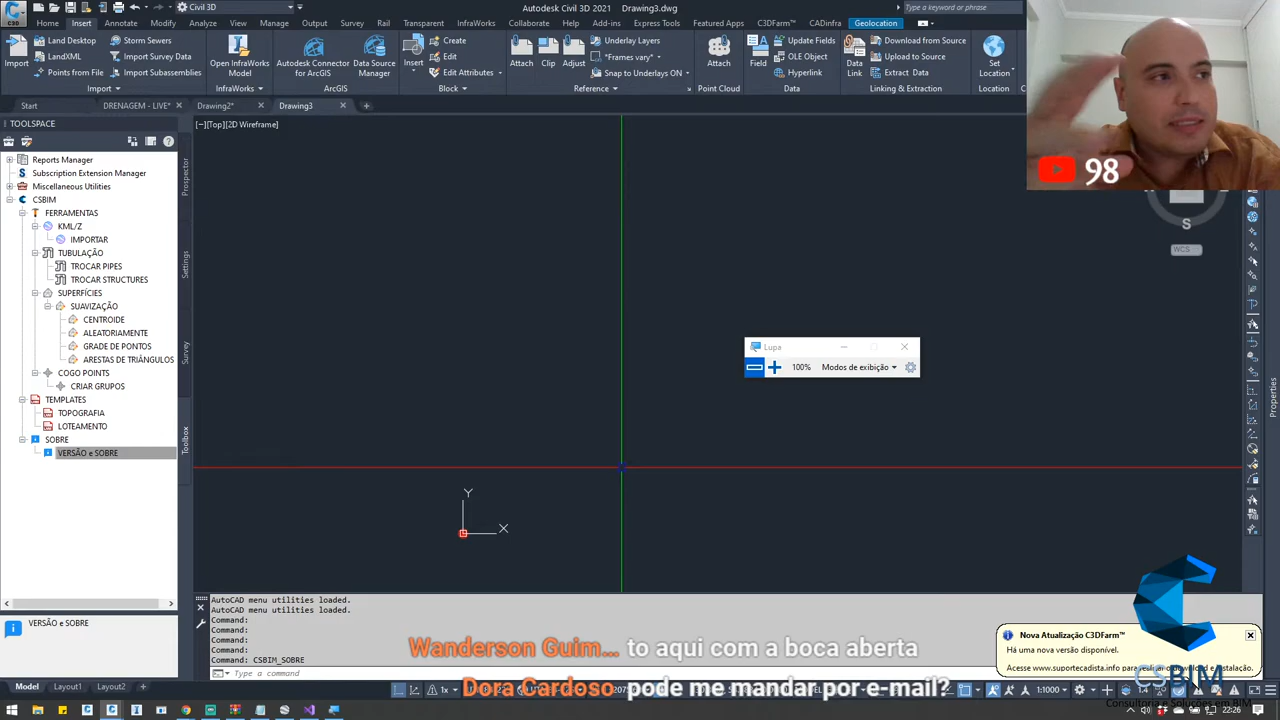 Civil 3D
Autodesk Civil 3D 2021 Drawing3.dwg
Type a keyword or phrase
Home Insert Annotate Modify Analyze View Manage Output Survey Rail Transparent InfraWorks Collaborate Help Add-ins Express Tools Featured Apps C3DFarm™ CADinfra Geolocation
Import
Land Desktop
LandXML
Points from File
Storm Sewers
Import Survey Data
Import Subassemblies
Import
Open InfraWorks
Model
InfraWorks
Autodesk Connector
for ArcGIS
Data Source
Manager
ArcGIS
Insert
Create
Edit
Edit Attributes
Block
Attach
Clip
Adjust
Underlay Layers
*Frames vary*
Snap to Underlays ON
Reference
Attach
Point Cloud
Field
Update Fields
OLE Object
Hyperlink
Data
Data
Link
Download from Source
Upload to Source
Extract Data
Linking & Extraction
Set
Location
Location
Start DRENAGEM - LIVE* Drawing2* Drawing3
TOOLSPACE
Reports Manager
Subscription Extension Manager
Miscellaneous Utilities
CSBIM
FERRAMENTAS
KML/Z
IMPORTAR
TUBULAÇÃO
TROCAR PIPES
TROCAR STRUCTURES
SUPERFÍCIES
SUAVIZAÇÃO
CENTROIDE
ALEATORIAMENTE
GRADE DE PONTOS
ARESTAS DE TRIÂNGULOS
COGO POINTS
CRIAR GRUPOS
TEMPLATES
TOPOGRAFIA
LOTEAMENTO
SOBRE
VERSÃO e SOBRE
VERSÃO e SOBRE
Prospector
Settings
Survey
Toolbox
[−][Top][2D Wireframe]
98
S
WCS
Properties
Lupa
100% Modos de exibição
Y
X
AutoCAD menu utilities loaded.
AutoCAD menu utilities loaded.
Command:
Command:
Command:
Command:
Command: CSBIM_SOBRE
Type a command
Wanderson Guim... to aqui com a boca aberta
Dora Cardoso pode me mandar por e-mail?
Nova Atualização C3DFarm™
Há uma nova versão disponível.
CSBIM
Consultoria e Soluções em BIM
Model Layout1 Layout2
1x
1:1000
22:26